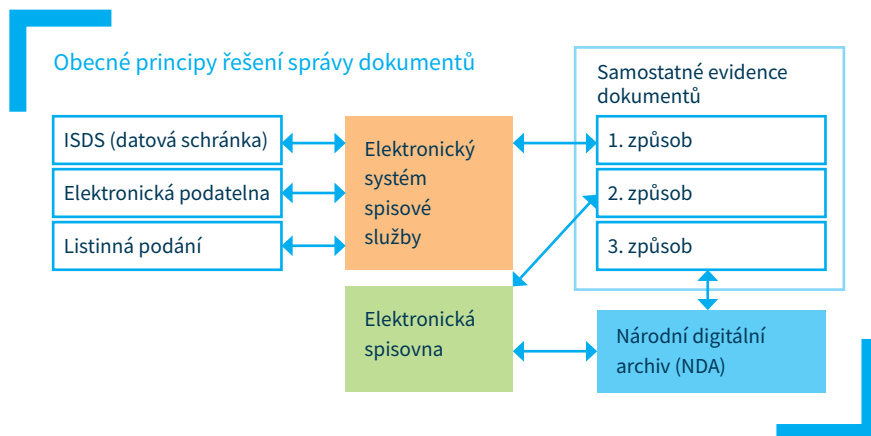 Obecné principy řešení správy dokumentů
ISDS (datová schránka)
Elektronická podatelna
Listinná podání
Elektronický
systém
spisové
služby
Elektronická
spisovna
Samostatné evidence
dokumentů
1. způsob
2. způsob
3. způsob
Národní digitální
archiv (NDA)